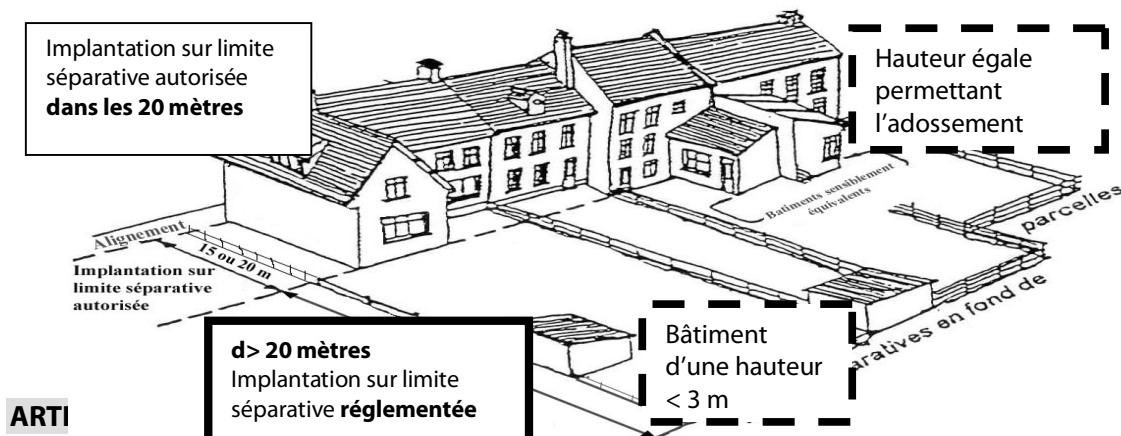 Implantation sur limite
séparative autorisée
dans les 20 mètres
Hauteur égale
permettant
l’adossement
Batiments sensiblement
équivalents
parcelles
Alignement
15 ou 20 m
Implantation sur
limite séparative
autorisée
d> 20 mètres
Implantation sur limite
séparative réglementée
Bâtiment
d’une hauteur
< 3 m
aratives en fond de
ARTI